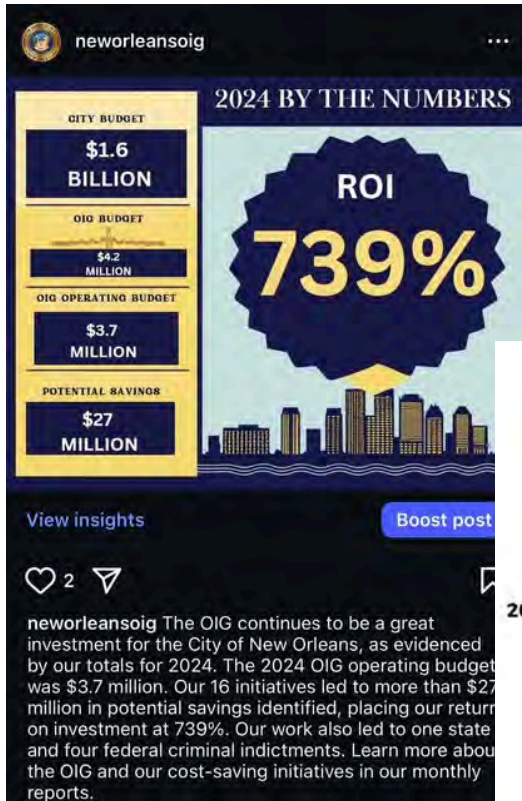 neworleansoig
2024 BY THE NUMBERS
CITY BUDGET
$1.6
BILLION
OIG BUDGET
$4.2
MILLION
OIG OPERATING BUDGET
$3.7
MILLION
POTENTIAL SAVINGS
$27
MILLION
ROI
739%
View insights
Boost post
2
neworleansoig The OIG continues to be a great
investment for the City of New Orleans, as evidenced
by our totals for 2024. The 2024 OIG operating budget
was $3.7 million. Our 16 initiatives led to more than $27
million in potential savings identified, placing our return
on investment at 739%. Our work also led to one state
and four federal criminal indictments. Learn more abou
the OIG and our cost-saving initiatives in our monthly
reports.